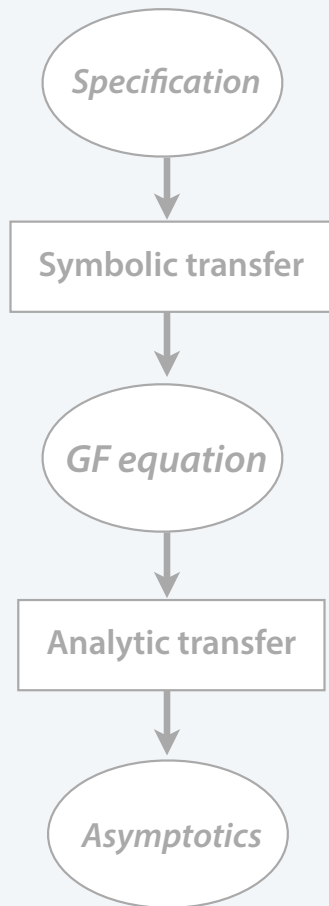 Specification
Symbolic transfer
GF equation
Analytic transfer
Asymptotics